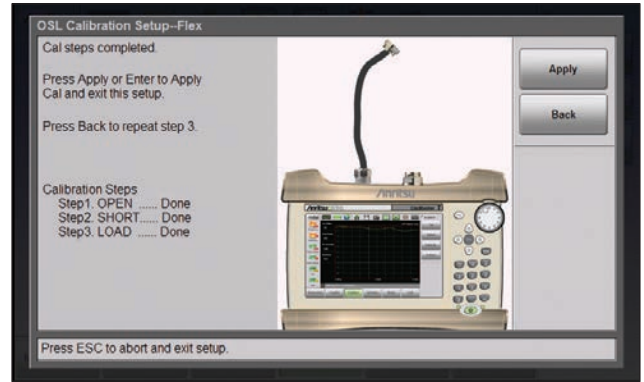 OSL Calibration Setup--Flex
Cal steps completed.
Press Apply or Enter to Apply
Cal and exit this setup.
Press Back to repeat step 3.
Calibration Steps
Step1. OPEN ...... Done
Step2. SHORT...... Done
Step3. LOAD ...... Done
Anritsu
Apply
Back
Press ESC to abort and exit setup.